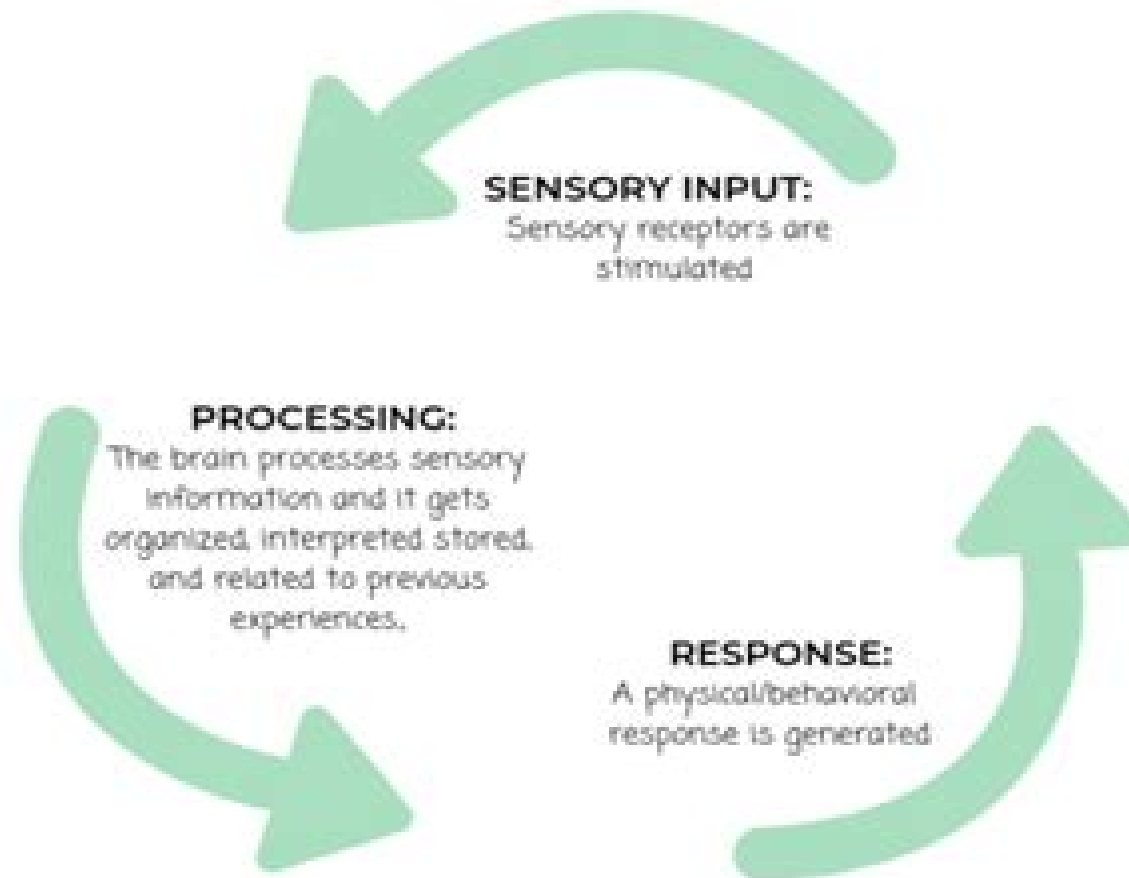 SENSORY INPUT:
Sensory receptors are
stimulated
PROCESSING:
The brain processes sensory
information and it gets
organized, interpreted stored,
and related to previous
experiences.
RESPONSE:
A physical/behavioral
response is generated